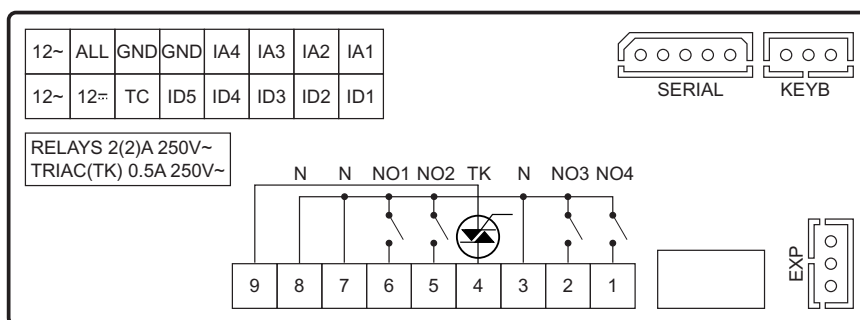 12~ ALL GND GND IA4 IA3 IA2 IA1
12~ 12⎓ TC ID5 ID4 ID3 ID2 ID1
SERIAL KEYB
RELAYS 2(2)A 250V~
TRIAC(TK) 0.5A 250V~
N N NO1 NO2 TK N NO3 NO4
EXP
9 8 7 6 5 4 3 2 1